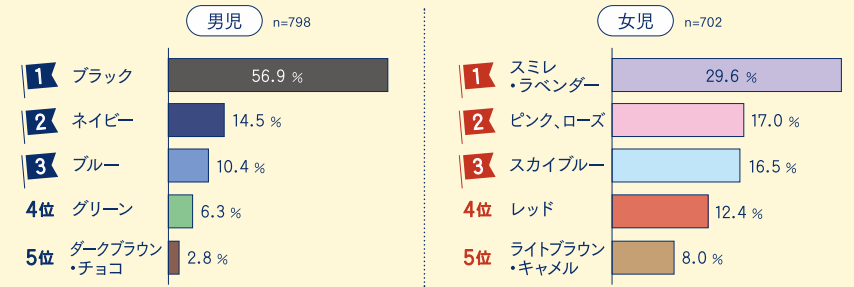 男児 n=798
1 ブラック 56.9 %
2 ネイビー 14.5 %
3 ブルー 10.4 %
4位 グリーン 6.3 %
5位 ダークブラウン
・チョコ 2.8 %
女児 n=702
1 スミレ
・ラベンダー 29.6 %
2 ピンク、ローズ 17.0 %
3 スカイブルー 16.5 %
4位 レッド 12.4 %
5位 ライトブラウン
・キャメル 8.0 %